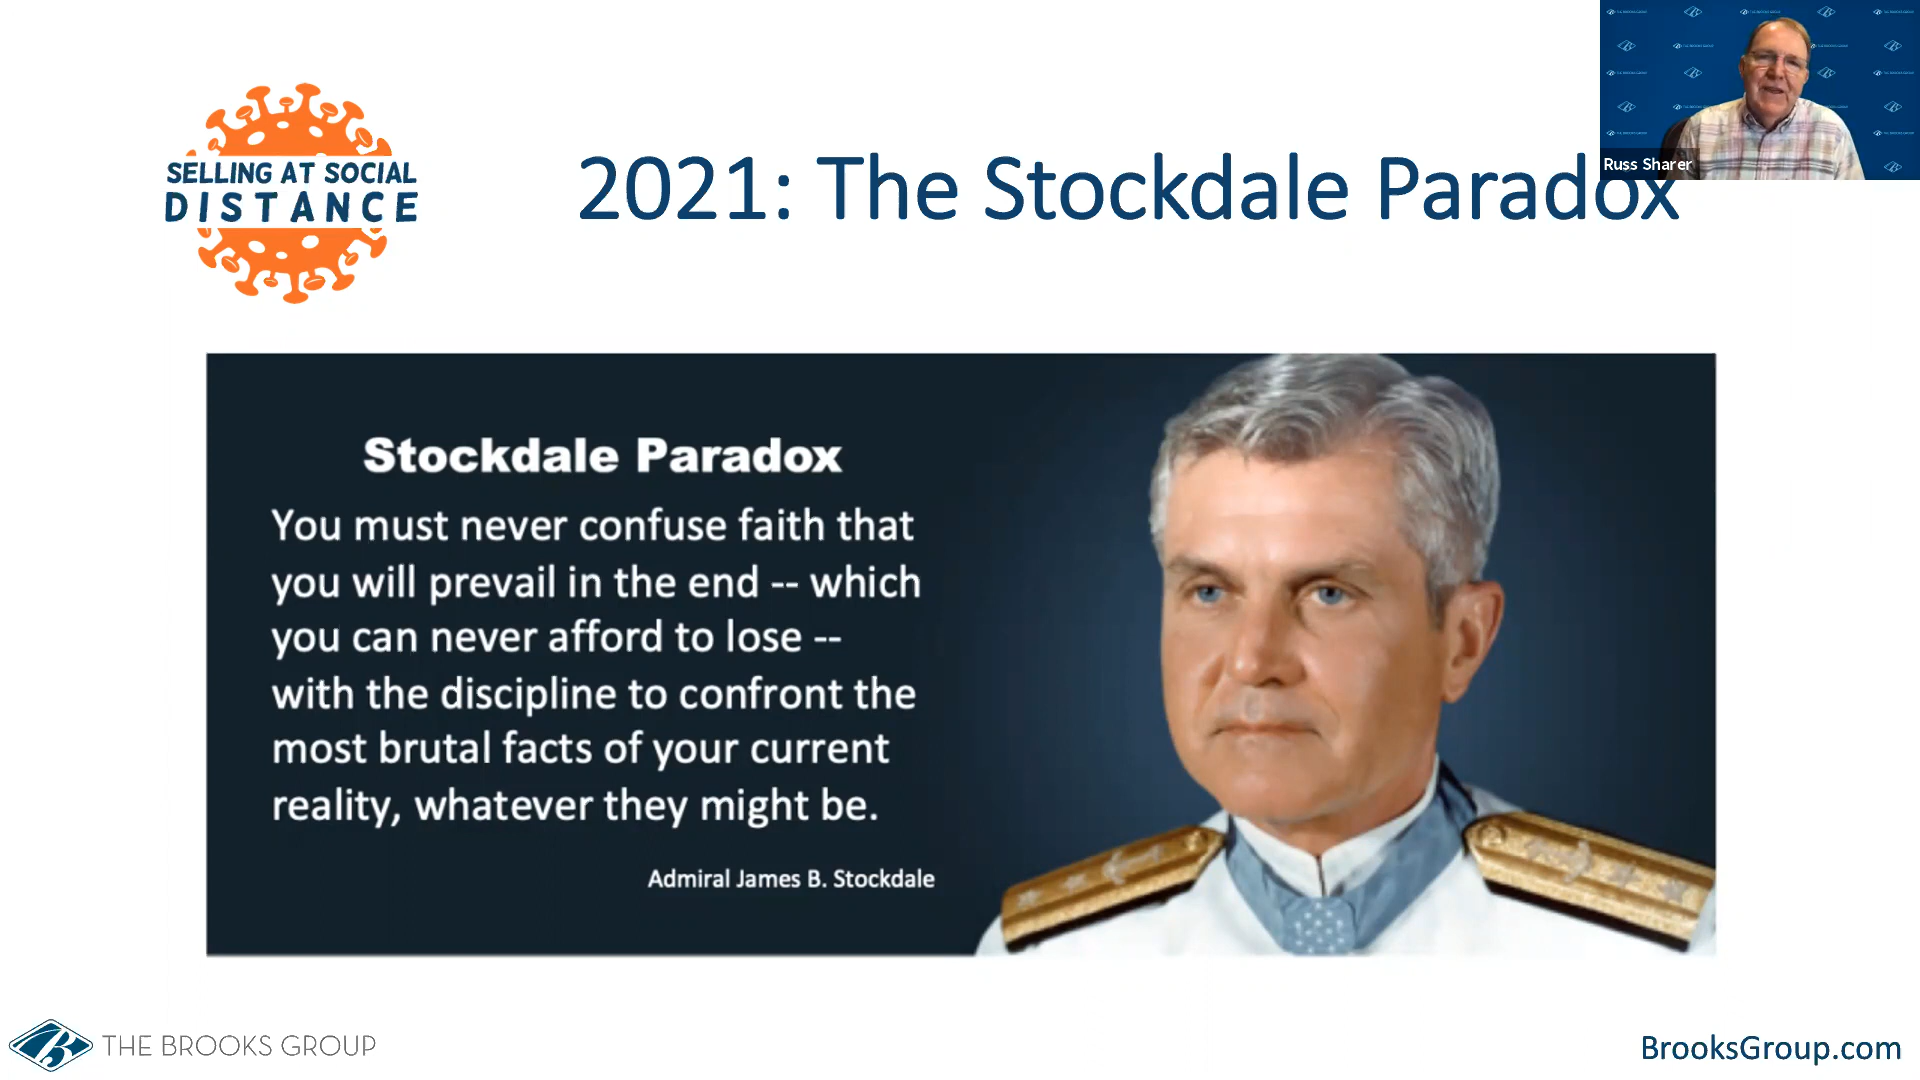 SELLING AT SOCIAL
DISTANCE
2021: The Stockdale Paradox
Russ Sharer
Stockdale Paradox
You must never confuse faith that
you will prevail in the end -- which
you can never afford to lose --
with the discipline to confront the
most brutal facts of your current
reality, whatever they might be.
Admiral James B. Stockdale
THE BROOKS GROUP
BrooksGroup.com